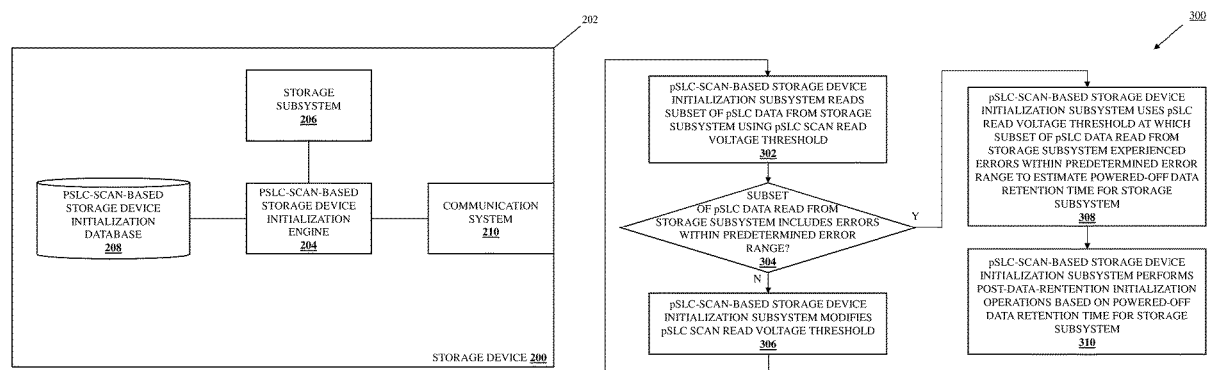 202
STORAGE
SUBSYSTEM
206
PSLC-SCAN-BASED
STORAGE DEVICE
INITIALIZATION
DATABASE
208
PSLC-SCAN-BASED
STORAGE DEVICE
INITIALIZATION
ENGINE
204
COMMUNICATION
SYSTEM
210
STORAGE DEVICE 200
300
pSLC-SCAN-BASED STORAGE DEVICE
INITIALIZATION SUBSYSTEM READS
SUBSET OF pSLC DATA FROM STORAGE
SUBSYSTEM USING pSLC SCAN READ
VOLTAGE THRESHOLD
302
SUBSET
OF pSLC DATA READ FROM
STORAGE SUBSYSTEM INCLUDES ERRORS
WITHIN PREDETERMINED ERROR
RANGE?
304
Y
N
pSLC-SCAN-BASED STORAGE DEVICE
INITIALIZATION SUBSYSTEM MODIFIES
pSLC SCAN READ VOLTAGE THRESHOLD
306
pSLC-SCAN-BASED STORAGE DEVICE
INITIALIZATION SUBSYSTEM USES pSLC
READ VOLTAGE THRESHOLD AT WHICH
SUBSET OF pSLC DATA READ FROM
STORAGE SUBSYSTEM EXPERIENCED
ERRORS WITHIN PREDETERMINED ERROR
RANGE TO ESTIMATE POWERED-OFF DATA
RETENTION TIME FOR STORAGE
SUBSYSTEM
308
pSLC-SCAN-BASED STORAGE DEVICE
INITIALIZATION SUBSYSTEM PERFORMS
POST-DATA-RENTENTION INITIALIZATION
OPERATIONS BASED ON POWERED-OFF
DATA RETENTION TIME FOR STORAGE
SUBSYSTEM
310